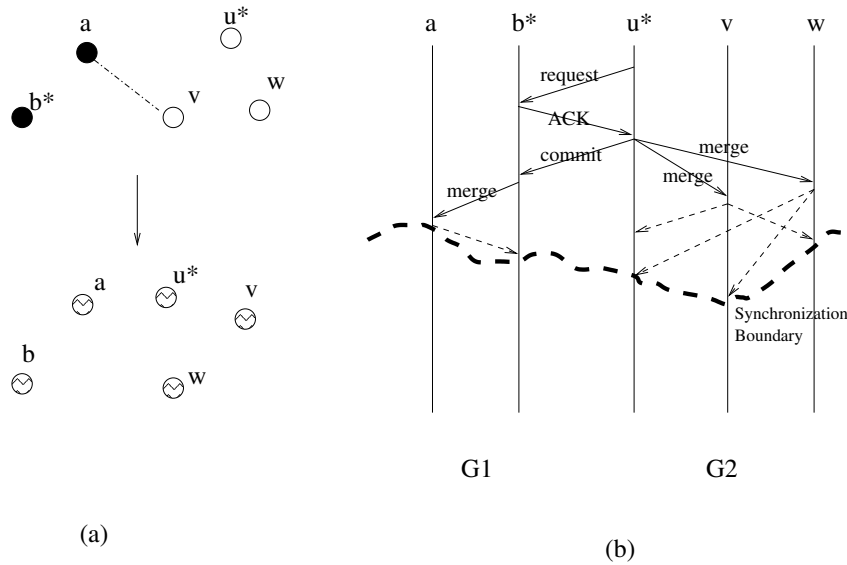 a
u*
b*
v
w
a
u*
v
b
w
(a)
a
b*
u*
v
w
request
ACK
merge
commit
merge
merge
Synchronization
Boundary
G1
G2
(b)